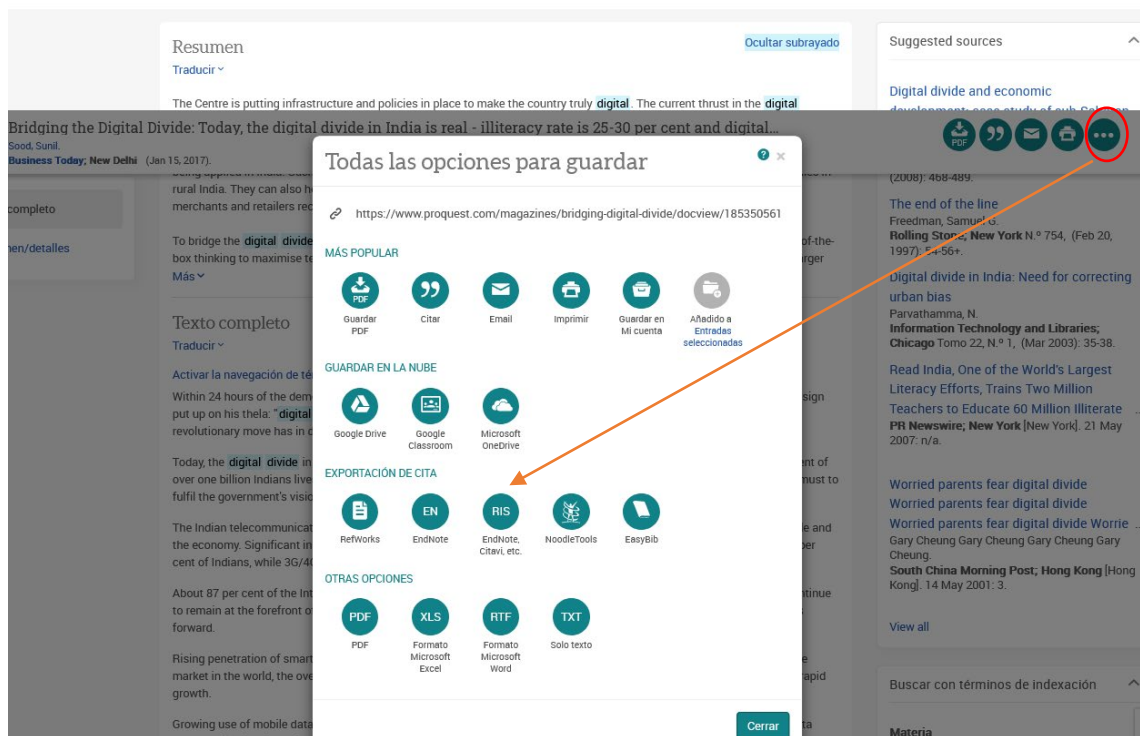 Resumen
Ocultar subrayado
Traducir
The Centre is putting infrastructure and policies in place to make the country truly digital. The current thrust in the digital
Bridging the Digital Divide: Today, the digital divide in India is real - illiteracy rate is 25-30 per cent and digital...
Sood, Sunil.
Business Today; New Delhi (Jan 15, 2017).
PDF
rural India. They can also
merchants and retailers
completo
To bridge the digital divide
of-the-
box thinking to maximise
Más
Texto completo
Traducir
Activar la navegación de
Within 24 hours of the
put up on his thela: "digital
revolutionary move has in
Today, the digital divide in
over one billion Indians live
must to
fulfil the government's
The Indian telecommunicat
and
the economy. Significant in
cent of Indians, while
About 87 per cent of the
to remain at the forefront
forward.
Rising penetration of
market in the world, the
growth.
Growing use of mobile data
Todas las opciones para guardar
https://www.proquest.com/magazines/bridging-digital-divide/docview/185350561
MÁS POPULAR
PDF
Guardar PDF
Citar
Email
Imprimir
Guardar en Mi cuenta
Añadido a Entradas seleccionadas
GUARDAR EN LA NUBE
Google Drive
Google Classroom
Microsoft OneDrive
EXPORTACIÓN DE CITA
RefWorks
EN
EndNote
RIS
EndNote, Citavi, etc.
NoodleTools
EasyBib
OTRAS OPCIONES
PDF
PDF
XLS
Formato Microsoft Excel
RTF
Formato Microsoft Word
TXT
Solo texto
Cerrar
Suggested sources
Digital divide and economic
(2008): 468-489.
The end of the line
Freedman, Samuel G.
Rolling Stone; New York N.º 754, (Feb 20,
1997): 54-56+.
Digital divide in India: Need for correcting
urban bias
Parvathamma, N.
Information Technology and Libraries;
Chicago Tomo 22, N.º 1, (Mar 2003): 35-38.
Read India, One of the World's Largest
Literacy Efforts, Trains Two Million
Teachers to Educate 60 Million Illiterate ...
PR Newswire; New York [New York]. 21 May
2007: n/a.
Worried parents fear digital divide
Worried parents fear digital divide
Worried parents fear digital divide Worrie ...
Gary Cheung Gary Cheung Gary Cheung Gary
Cheung.
South China Morning Post; Hong Kong [Hong
Kong]. 14 May 2001: 3.
View all
Buscar con términos de indexación
Materia